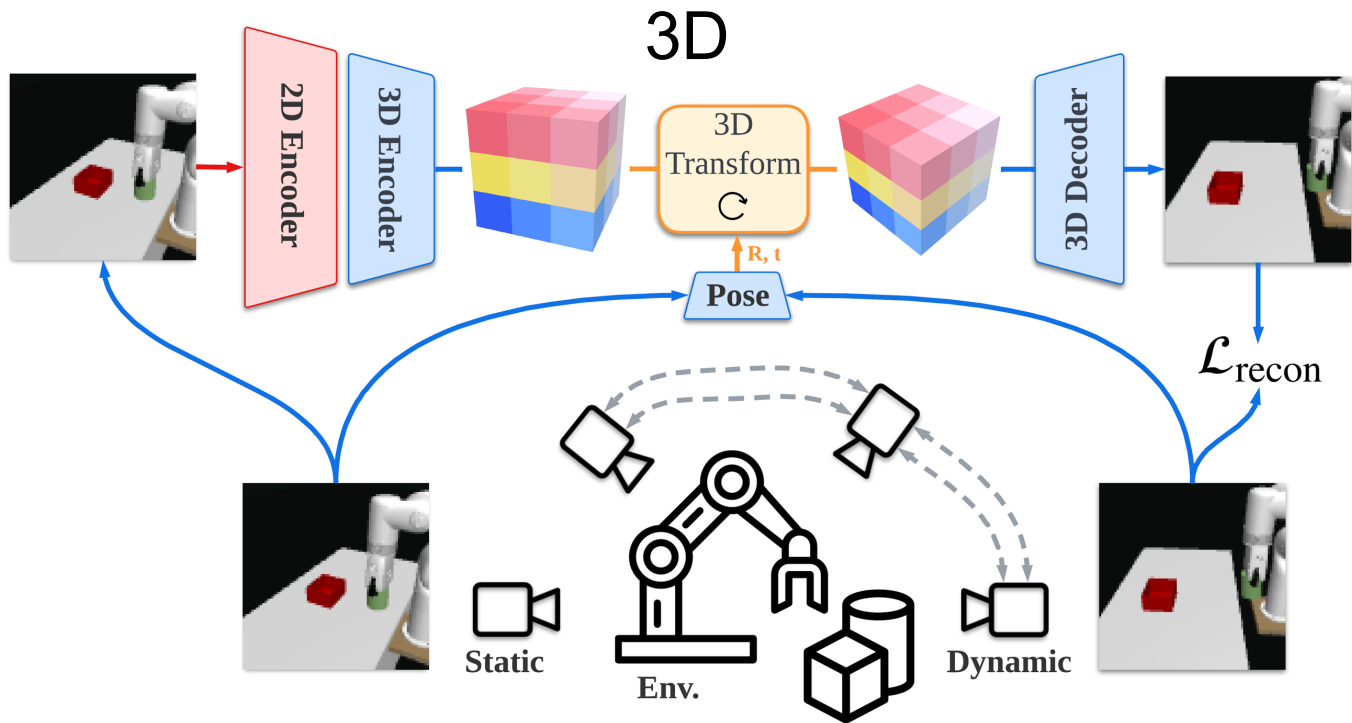 3D
2D Encoder
3D Encoder
3D
Transform
3D Decoder
R, t
Pose
ℒrecon
Static
Env.
Dynamic